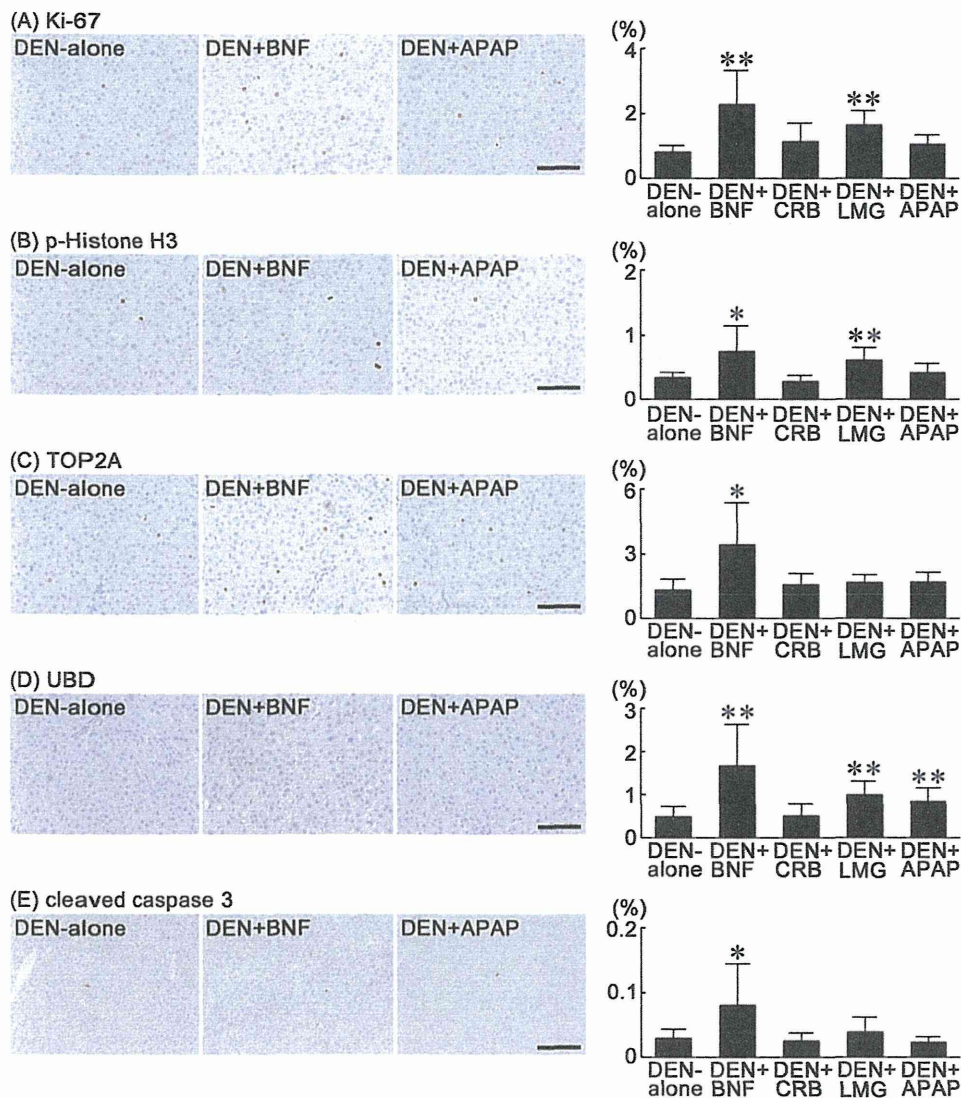 (A) Ki-67
DEN-alone DEN+BNF DEN+APAP
(%)
4
2
0
** **
DEN- DEN+ DEN+ DEN+ DEN+
alone BNF CRB LMG APAP
(B) p-Histone H3
DEN-alone DEN+BNF DEN+APAP
(%)
2
1
0
* **
DEN- DEN+ DEN+ DEN+ DEN+
alone BNF CRB LMG APAP
(C) TOP2A
DEN-alone DEN+BNF DEN+APAP
(%)
6
3
0
*
DEN- DEN+ DEN+ DEN+ DEN+
alone BNF CRB LMG APAP
(D) UBD
DEN-alone DEN+BNF DEN+APAP
(%)
3
2
1
0
** ** **
DEN- DEN+ DEN+ DEN+ DEN+
alone BNF CRB LMG APAP
(E) cleaved caspase 3
DEN-alone DEN+BNF DEN+APAP
(%)
0.2
0.1
0
*
DEN- DEN+ DEN+ DEN+ DEN+
alone BNF CRB LMG APAP